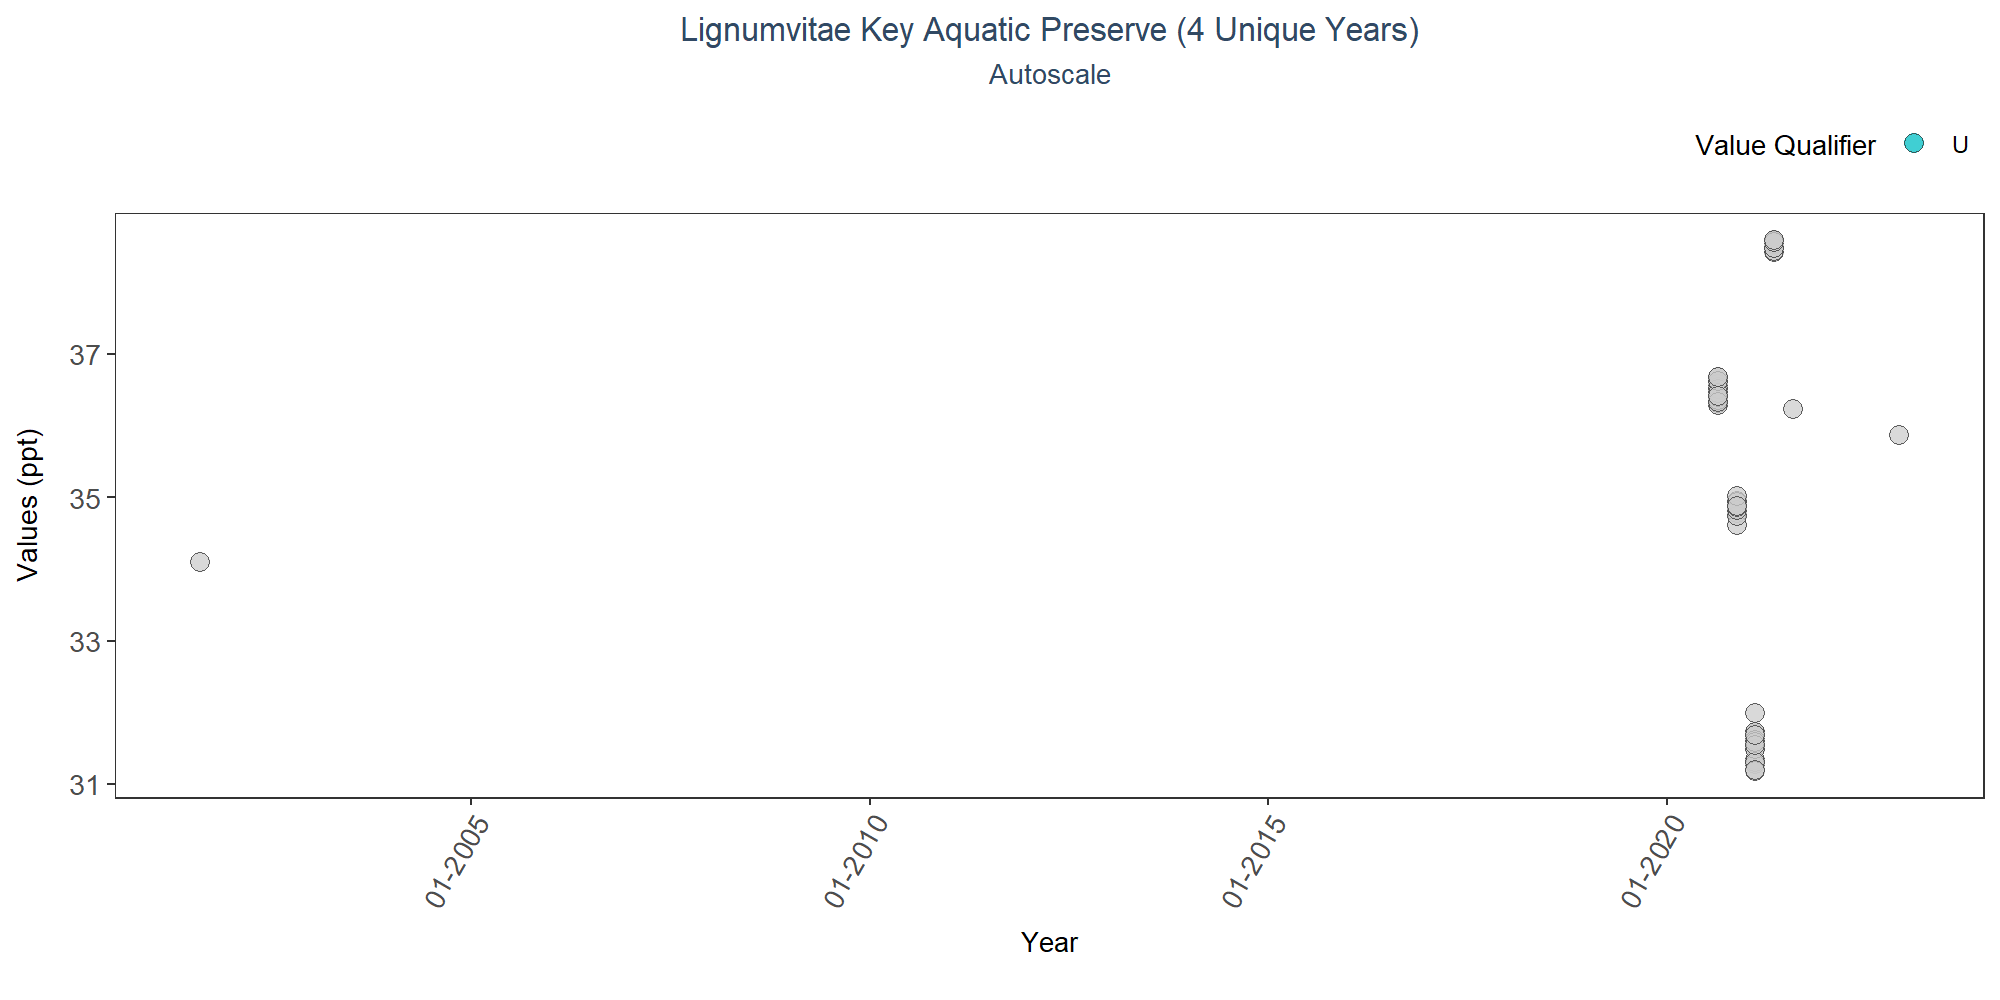 Lignumvitae Key Aquatic Preserve (4 Unique Years)
Autoscale
Value Qualifier U
Values (ppt)
37
35
33
31
01-2005
01-2010
01-2015
01-2020
Year